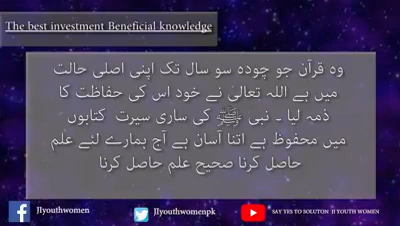 The best investment Beneficial knowledge
وہ قرآن جو چودہ سو سال تک اپنی اصلی حالت
میں ہے اللہ تعالیٰ نے خود اس کی حفاظت کا
ذمہ لیا ۔ نبی ﷺ کی ساری سیرت کتابوں
میں محفوظ ہے اتنا آسان ہے آج ہمارے لئے علم
حاصل کرنا صحیح علم حاصل کرنا
JIyouthwomen
JIyouthwomenpk
SAY YES TO SOLUTON JI YOUTH WOMEN